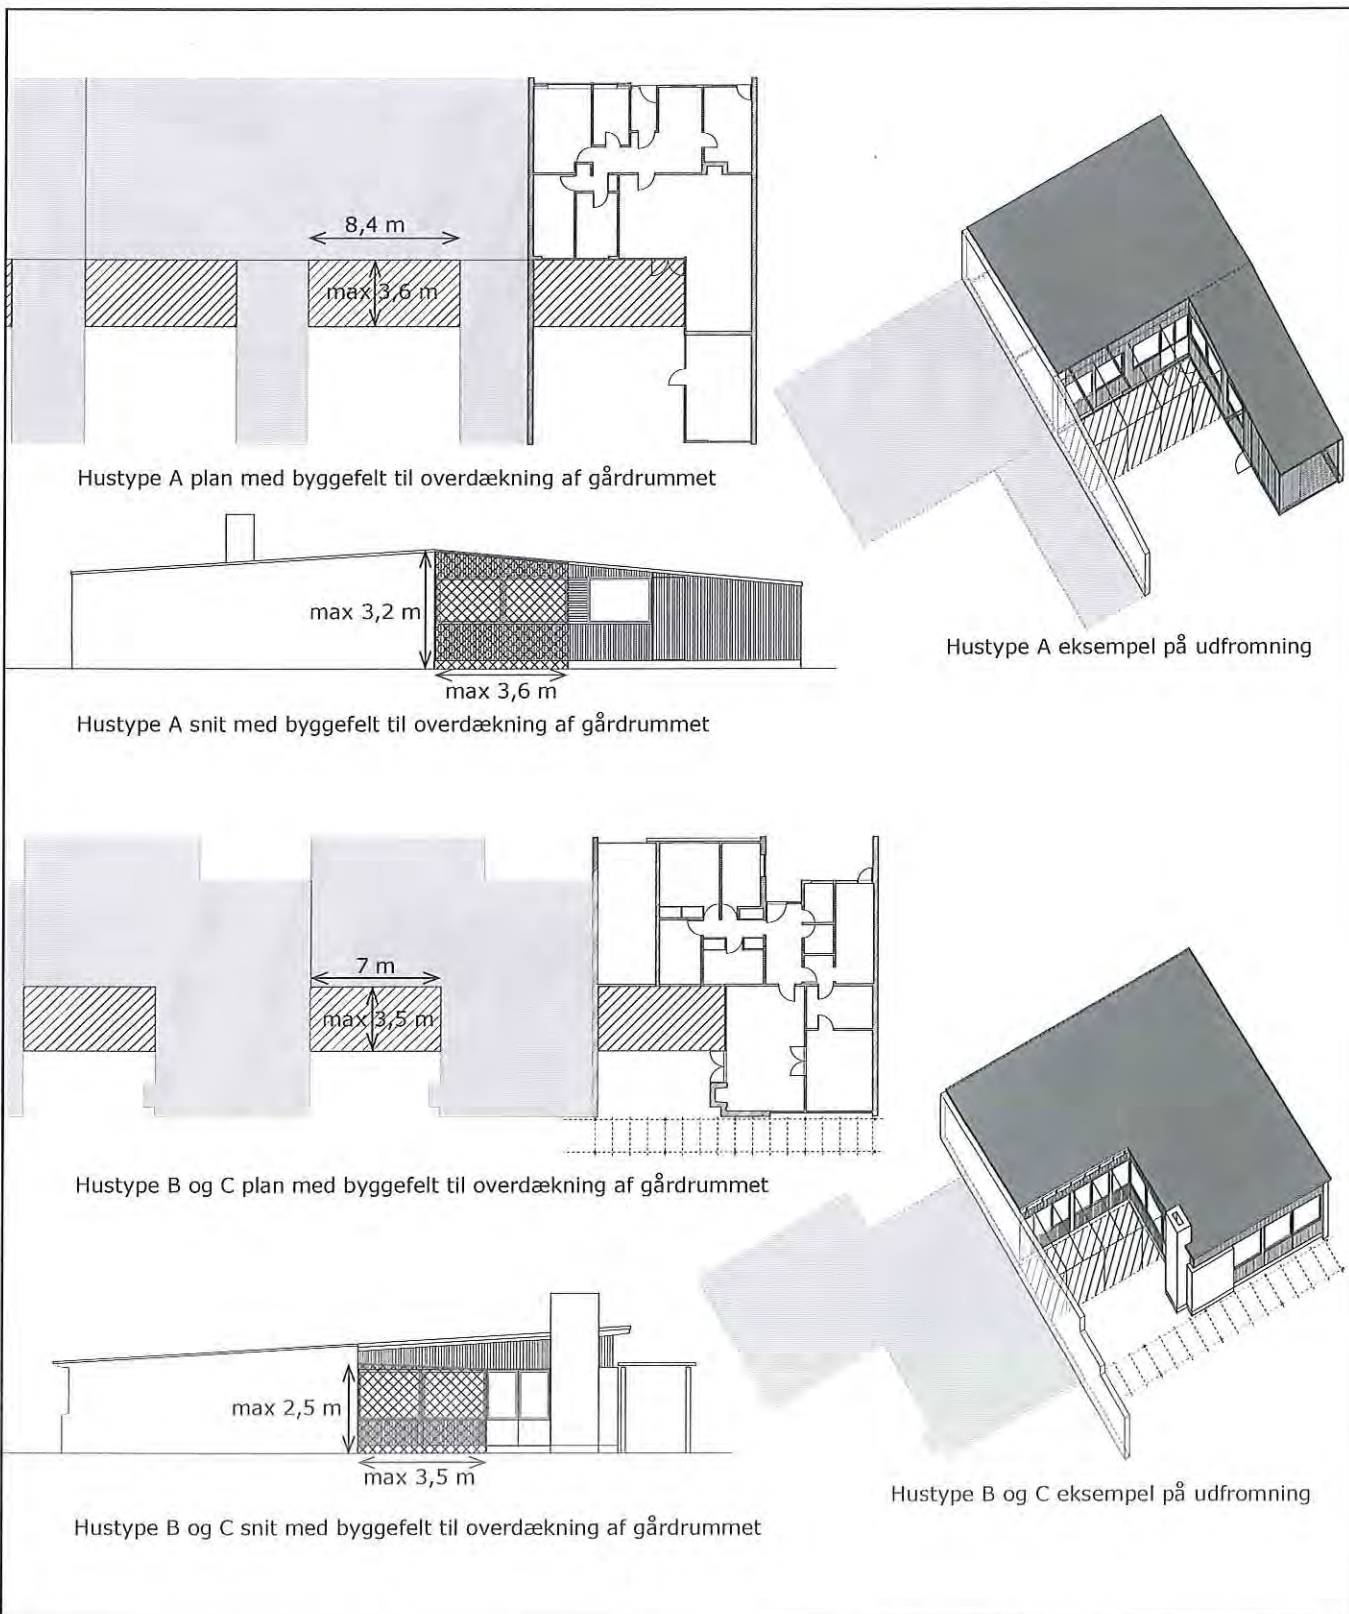 8,4 m
max 3,6 m
Hustype A plan med byggefelt til overdækning af gårdrummet
max 3,2 m
max 3,6 m
Hustype A snit med byggefelt til overdækning af gårdrummet
Hustype A eksempel på udfromning
7 m
max 3,5 m
Hustype B og C plan med byggefelt til overdækning af gårdrummet
max 2,5 m
max 3,5 m
Hustype B og C snit med byggefelt til overdækning af gårdrummet
Hustype B og C eksempel på udfromning